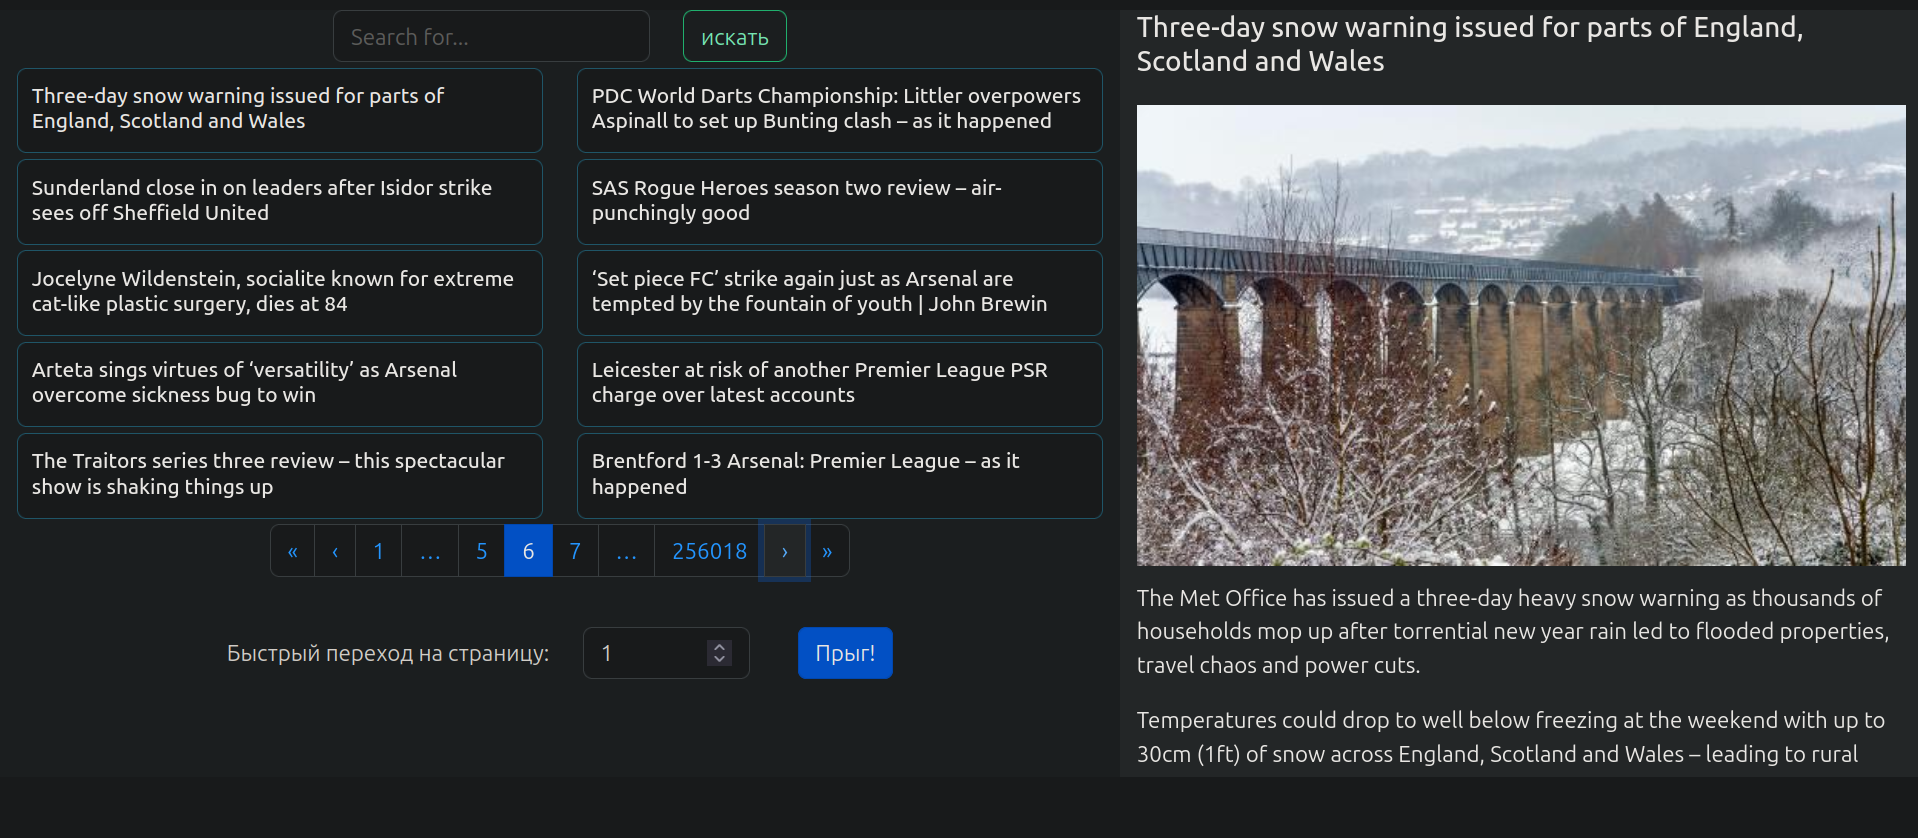 Search for...
искать
Three-day snow warning issued for parts of
England, Scotland and Wales
PDC World Darts Championship: Littler overpowers
Aspinall to set up Bunting clash – as it happened
Sunderland close in on leaders after Isidor strike
sees off Sheffield United
SAS Rogue Heroes season two review – air-
punchingly good
Jocelyne Wildenstein, socialite known for extreme
cat-like plastic surgery, dies at 84
‘Set piece FC’ strike again just as Arsenal are
tempted by the fountain of youth | John Brewin
Arteta sings virtues of ‘versatility’ as Arsenal
overcome sickness bug to win
Leicester at risk of another Premier League PSR
charge over latest accounts
The Traitors series three review – this spectacular
show is shaking things up
Brentford 1-3 Arsenal: Premier League – as it
happened
« ‹ 1 … 5 6 7 … 256018 › »
Быстрый переход на страницу: 1 Прыг!
Three-day snow warning issued for parts of England,
Scotland and Wales
The Met Office has issued a three-day heavy snow warning as thousands of
households mop up after torrential new year rain led to flooded properties,
travel chaos and power cuts.
Temperatures could drop to well below freezing at the weekend with up to
30cm (1ft) of snow across England, Scotland and Wales – leading to rural